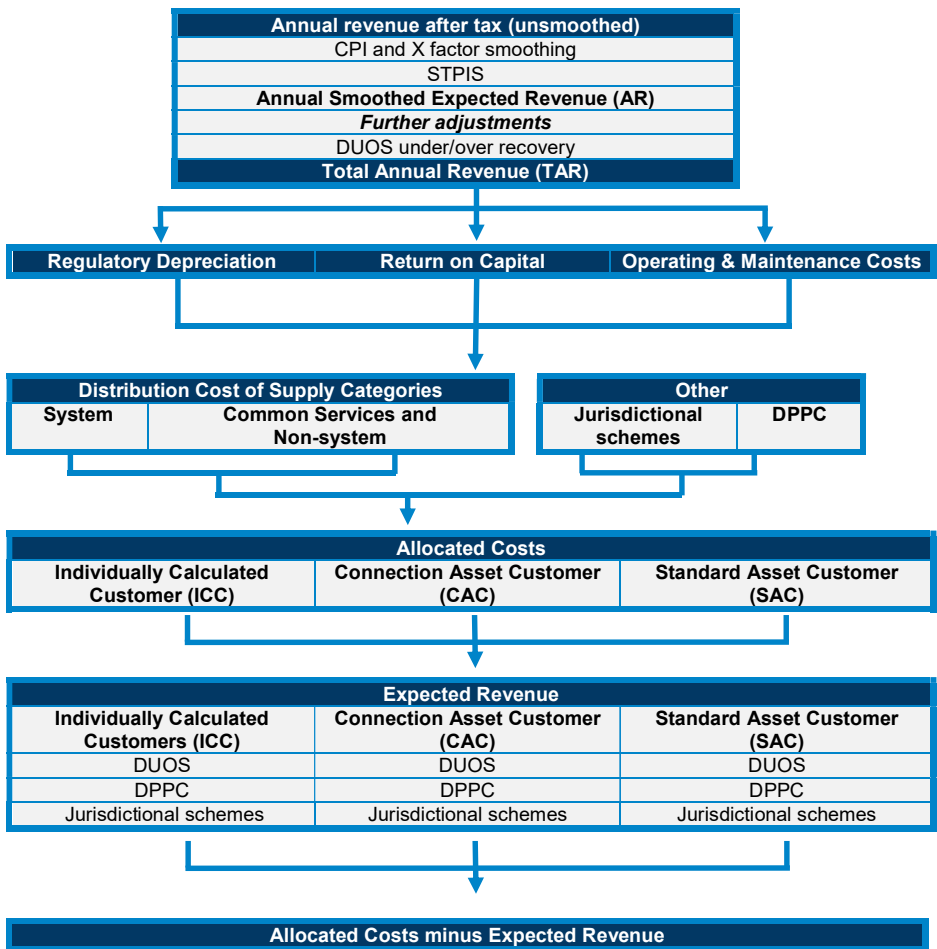 Annual revenue after tax (unsmoothed)
CPI and X factor smoothing
STPIS
Annual Smoothed Expected Revenue (AR)
Further adjustments
DUOS under/over recovery
Total Annual Revenue (TAR)
Regulatory Depreciation
Return on Capital
Operating & Maintenance Costs
Distribution Cost of Supply Categories
System
Common Services and
Non-system
Other
Jurisdictional
schemes
DPPC
Allocated Costs
Individually Calculated
Customer (ICC)
Connection Asset Customer
(CAC)
Standard Asset Customer
(SAC)
Expected Revenue
Individually Calculated
Customers (ICC)
Connection Asset Customer
(CAC)
Standard Asset Customer
(SAC)
DUOS
DUOS
DUOS
DPPC
DPPC
DPPC
Jurisdictional schemes
Jurisdictional schemes
Jurisdictional schemes
Allocated Costs minus Expected Revenue